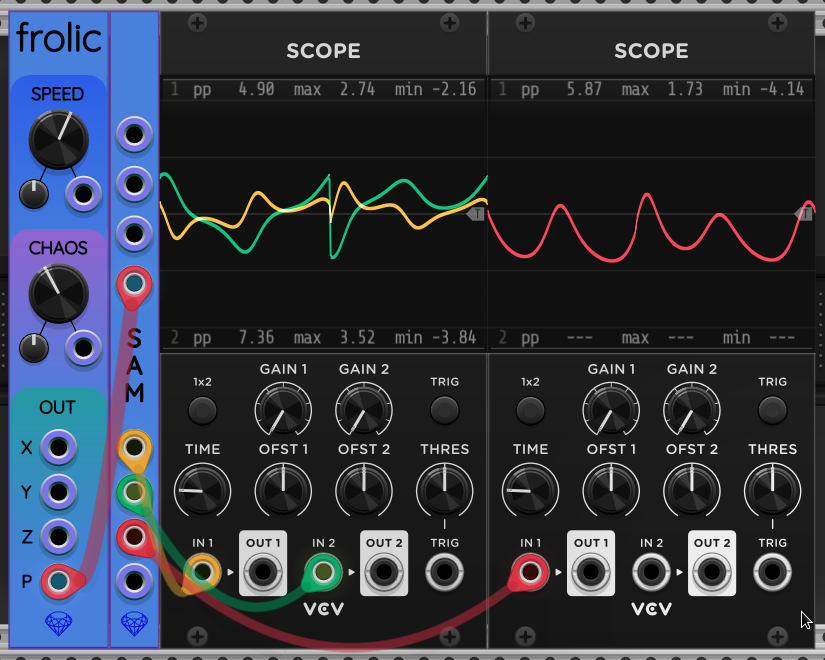 frolic
SPEED
CHAOS
OUT
X
Y
Z
P
S
A
M
SCOPE
1 pp 4.90 max 2.74 min -2.16
T
2 pp 7.36 max 3.52 min -3.84
1x2 GAIN 1 GAIN 2 TRIG
TIME OFST 1 OFST 2 THRES
IN 1 OUT 1 IN 2 OUT 2 TRIG
VCV
SCOPE
1 pp 5.87 max 1.73 min -4.14
T
2 pp --- max --- min ---
1x2 GAIN 1 GAIN 2 TRIG
TIME OFST 1 OFST 2 THRES
IN 1 OUT 1 IN 2 OUT 2 TRIG
VCV